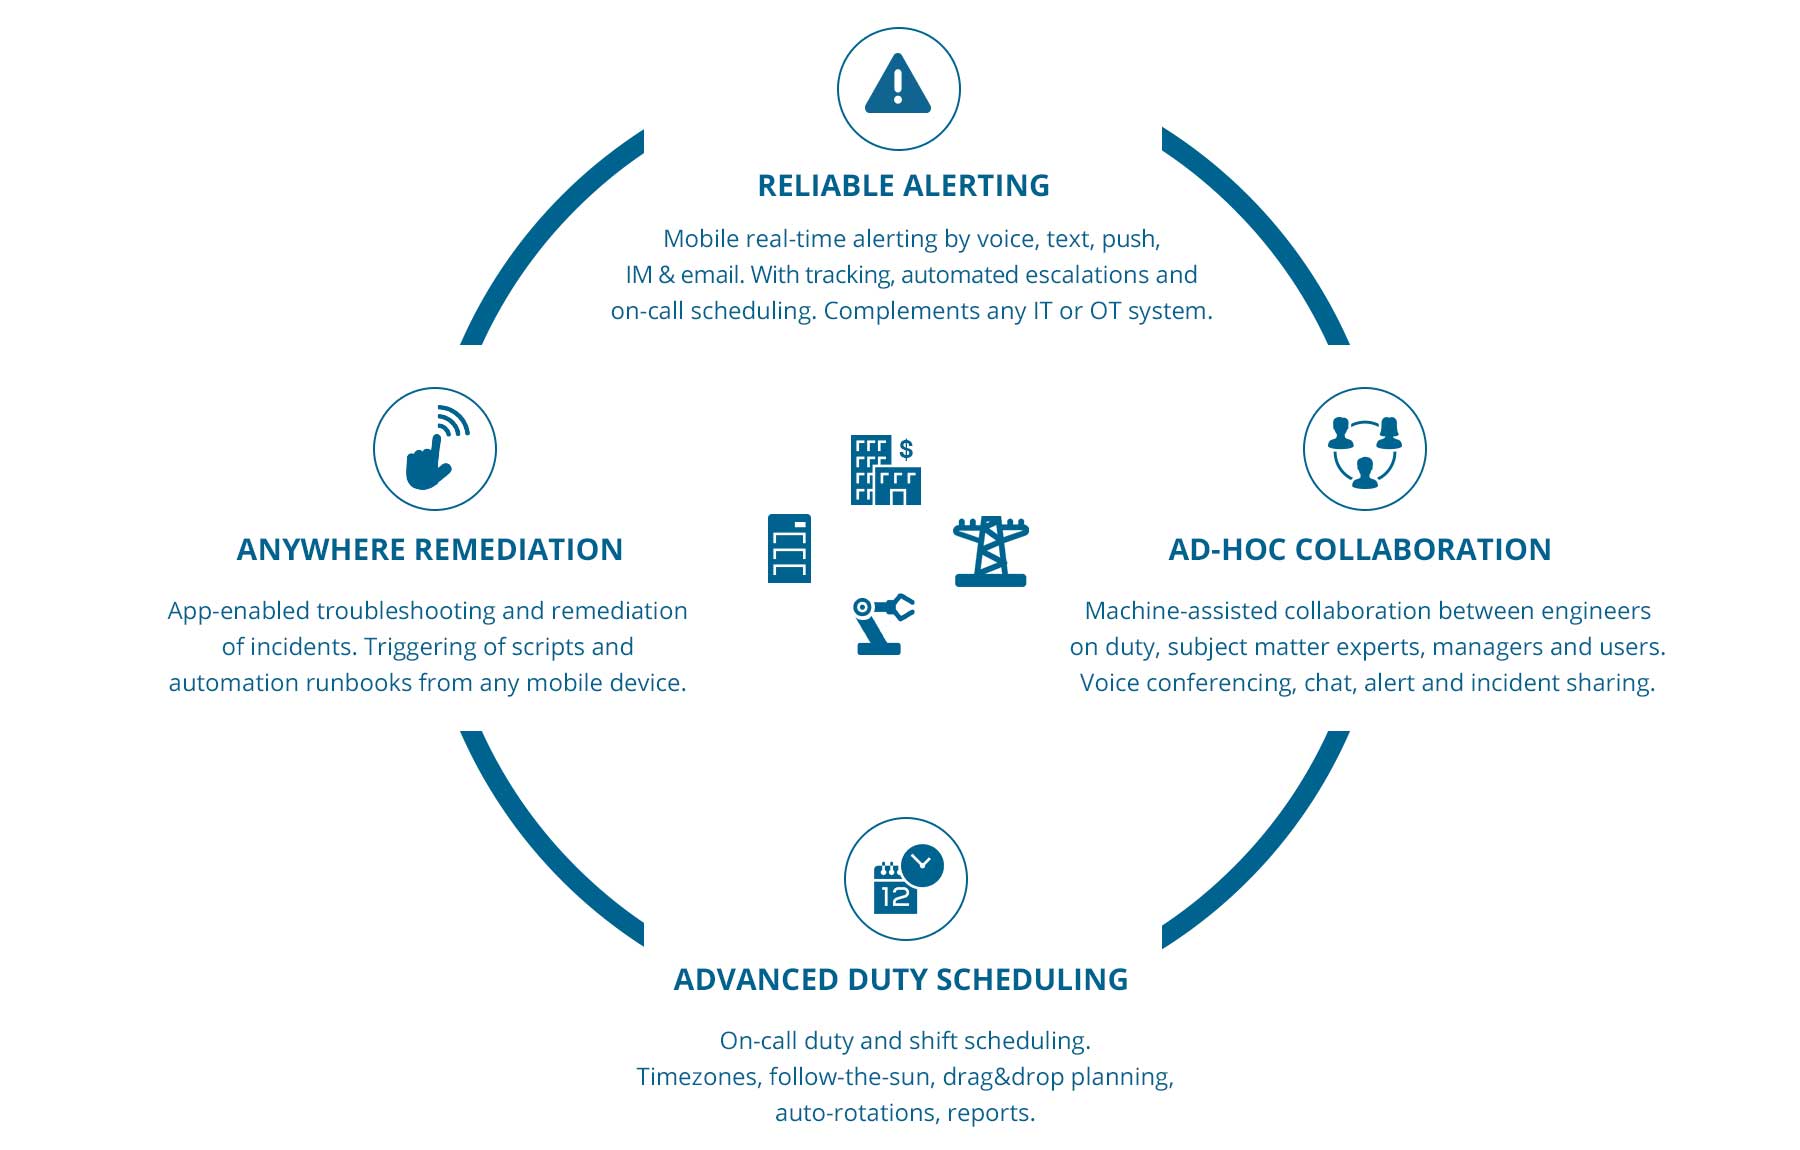 RELIABLE ALERTING
Mobile real-time alerting by voice, text, push,
IM & email. With tracking, automated escalations and
on-call scheduling. Complements any IT or OT system.
$
ANYWHERE REMEDIATION
App-enabled troubleshooting and remediation
of incidents. Triggering of scripts and
automation runbooks from any mobile device.
AD-HOC COLLABORATION
Machine-assisted collaboration between engineers
on duty, subject matter experts, managers and users.
Voice conferencing, chat, alert and incident sharing.
12
ADVANCED DUTY SCHEDULING
On-call duty and shift scheduling.
Timezones, follow-the-sun, drag&drop planning,
auto-rotations, reports.